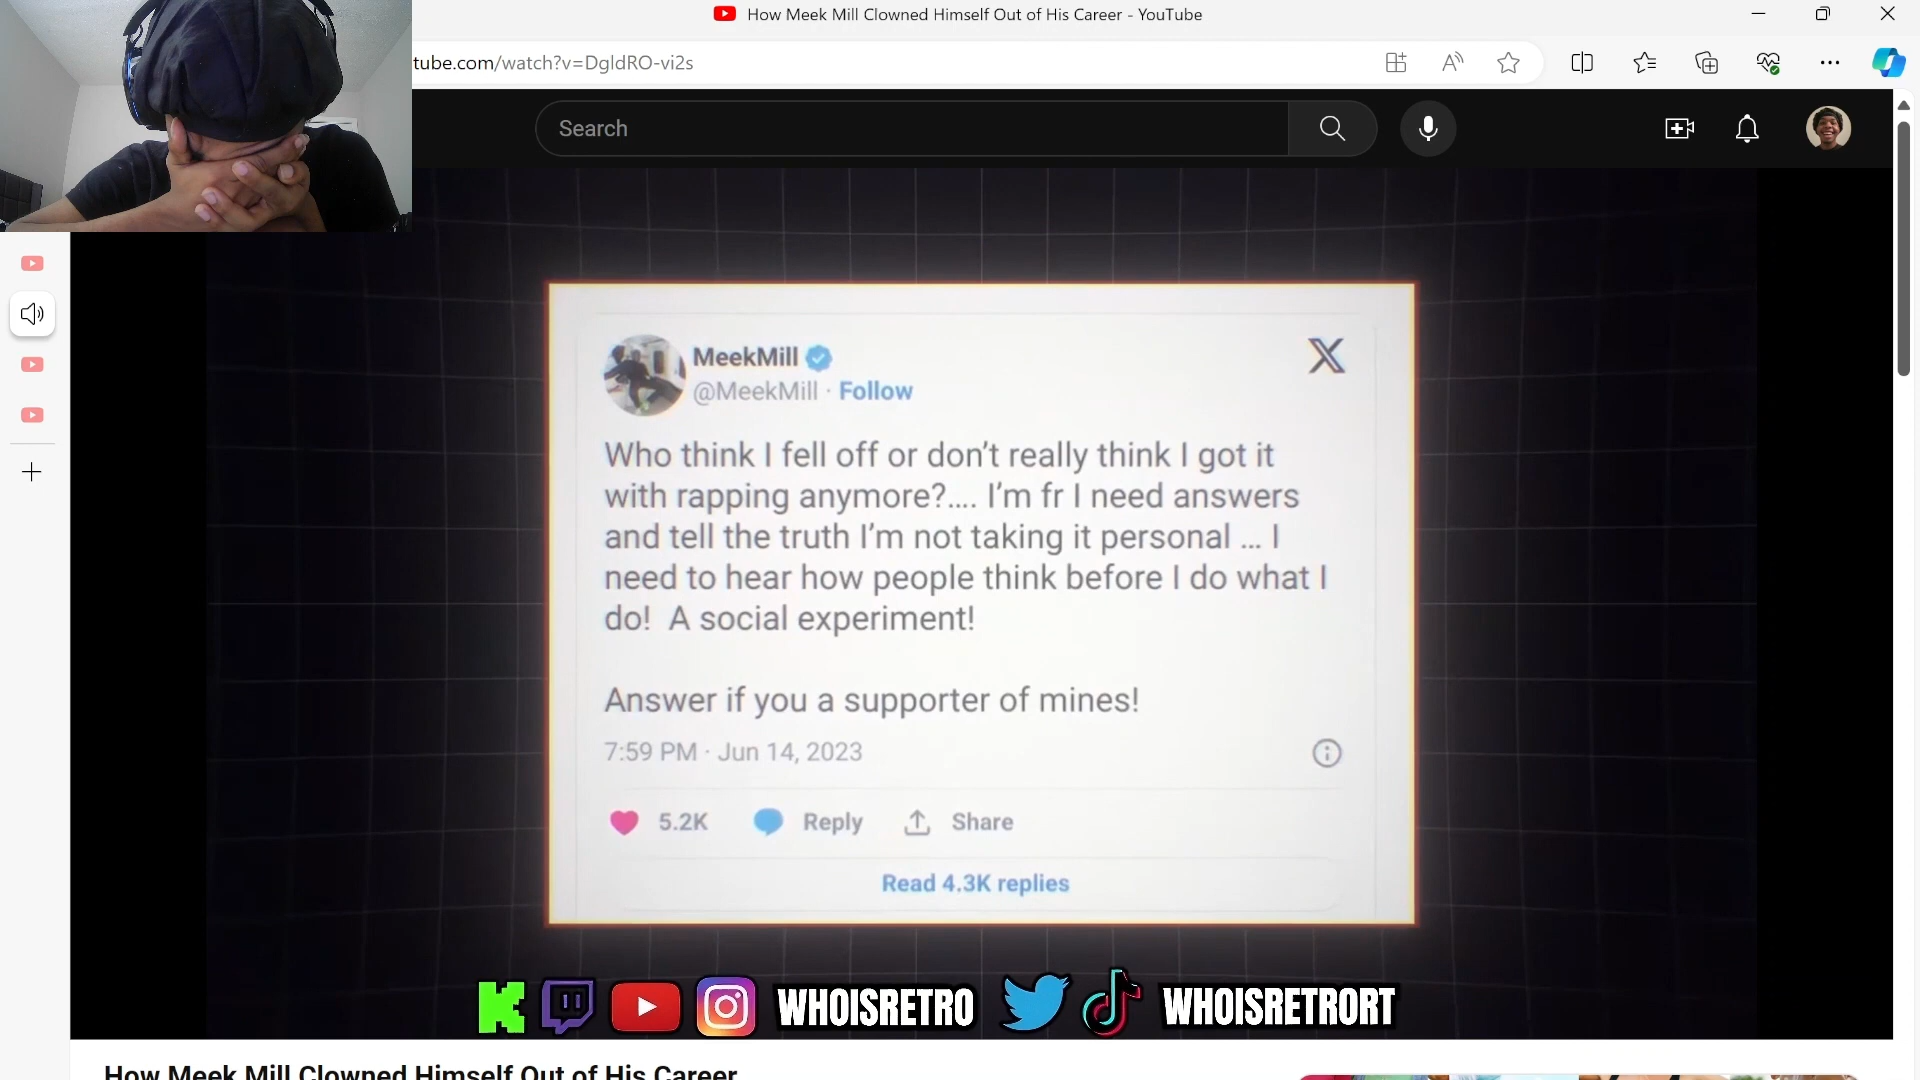 How Meek Mill Clowned Himself Out of His Career - YouTube
tube.com/watch?v=DgldRO-vi2s
Search
MeekMill
@MeekMill · Follow
Who think I fell off or don’t really think I got it
with rapping anymore?.... I’m fr I need answers
and tell the truth I’m not taking it personal ... I
need to hear how people think before I do what I
do!  A social experiment!
Answer if you a supporter of mines!
7:59 PM · Jun 14, 2023
5.2K Reply Share
Read 4.3K replies
WHOISRETRO WHOISRETRORT
How Meek Mill Clowned Himself Out of His Career